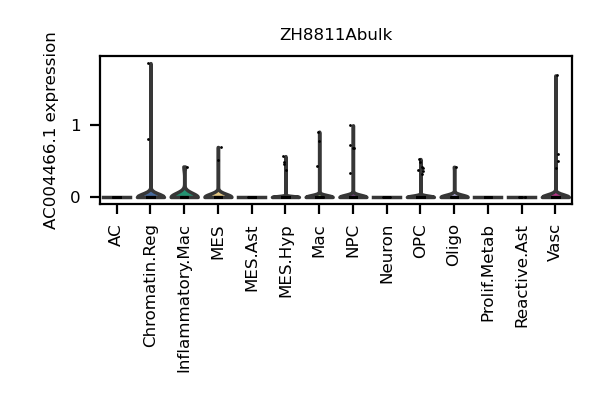 ZH8811Abulk
AC004466.1 expression
1
0
AC
Chromatin.Reg
Inflammatory.Mac
MES
MES.Ast
MES.Hyp
Mac
NPC
Neuron
OPC
Oligo
Prolif.Metab
Reactive.Ast
Vasc